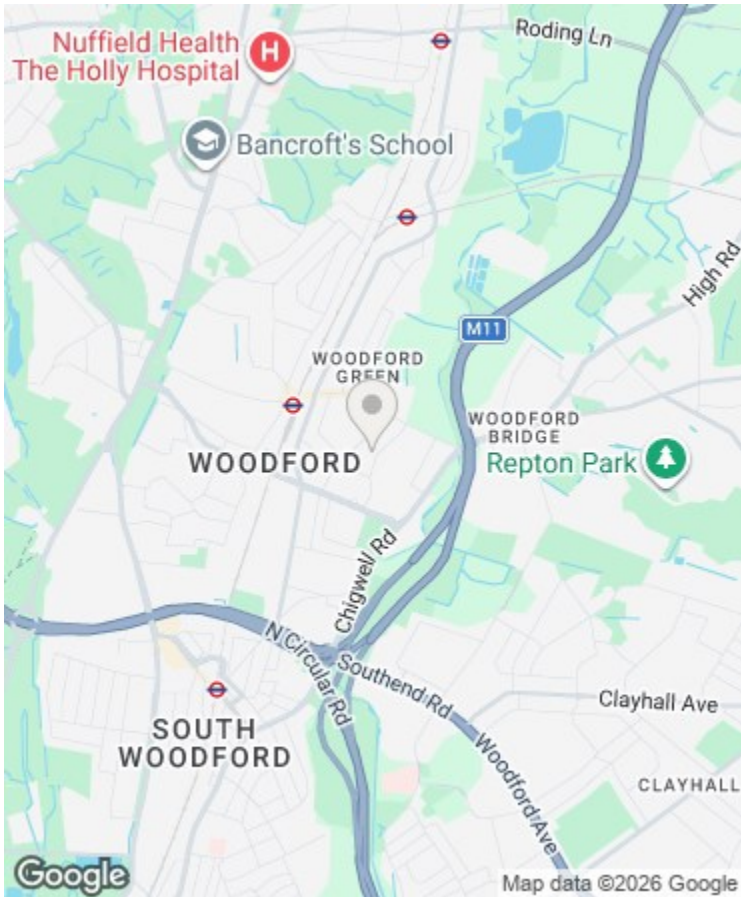 Roding Ln
Nuffield Health
The Holly Hospital
H
Bancroft's School
High Rd
M11
WOODFORD
GREEN
WOODFORD
BRIDGE
WOODFORD
Repton Park
Chigwell Rd
N Circular Rd
Southend Rd
Clayhall Ave
SOUTH
WOODFORD
Woodford Ave
CLAYHALL
Google
Map data ©2026 Google